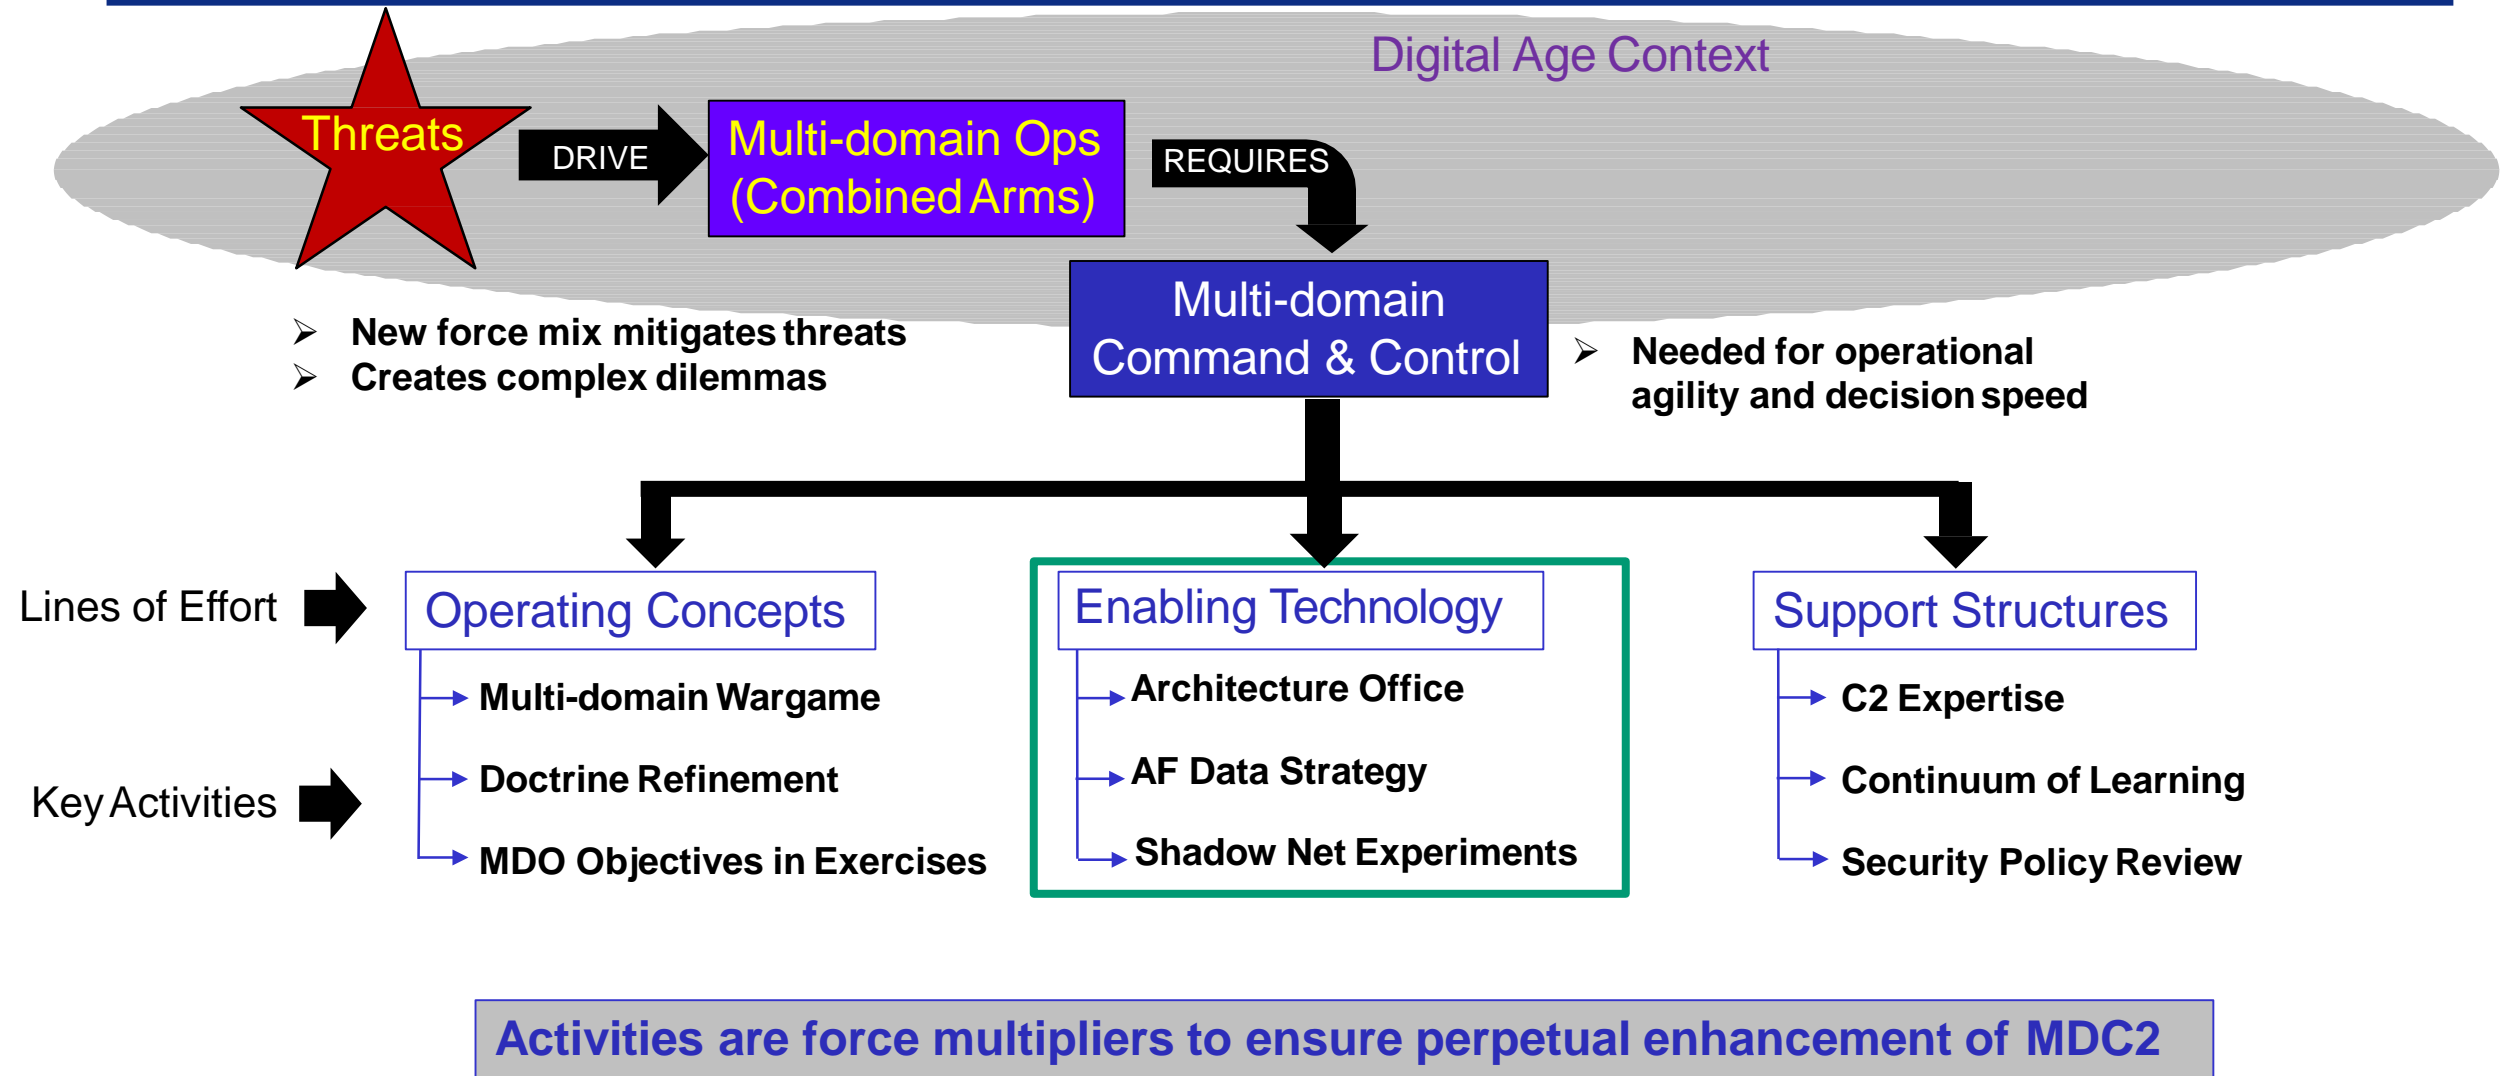 Digital Age Context
Threats
DRIVE
Multi-domain Ops
(Combined Arms)
REQUIRES
Multi-domain
Command & Control
➢ New force mix mitigates threats
➢ Creates complex dilemmas
➢ Needed for operational
agility and decision speed
Lines of Effort
Operating Concepts
Enabling Technology
Support Structures
Key Activities
Multi-domain Wargame
Doctrine Refinement
MDO Objectives in Exercises
Architecture Office
AF Data Strategy
Shadow Net Experiments
C2 Expertise
Continuum of Learning
Security Policy Review
Activities are force multipliers to ensure perpetual enhancement of MDC2